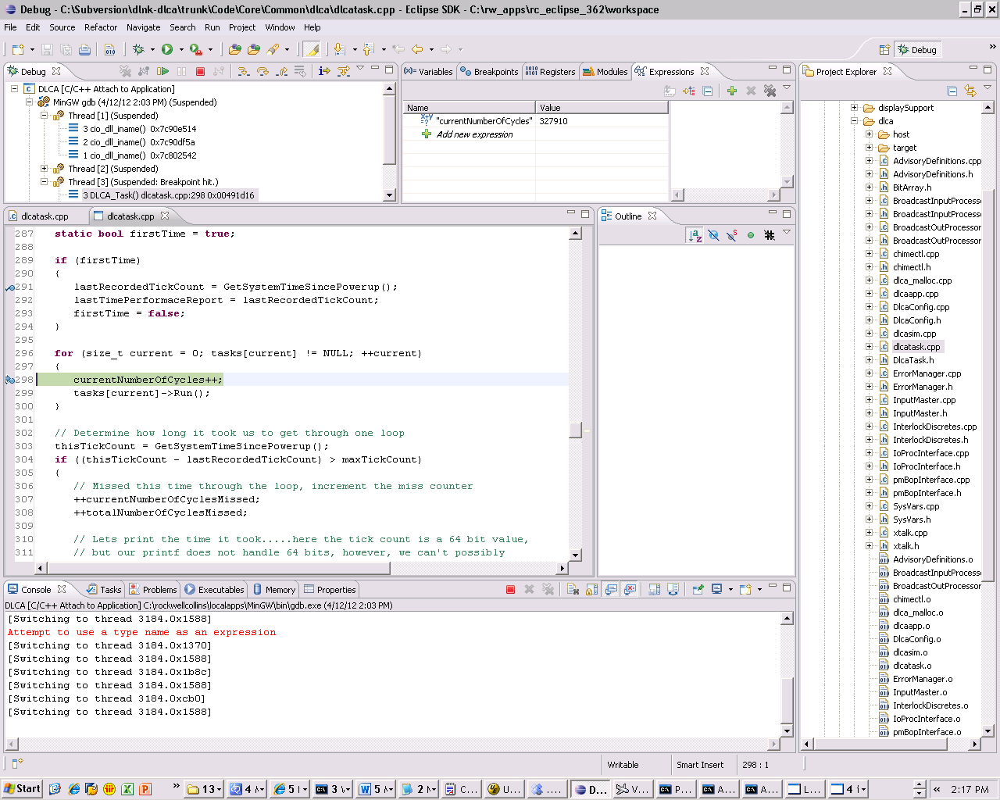 Debug - C:\Subversion\dlnk-dlca\trunk\Code\Core\Common\dlca\dlcatask.cpp - Eclipse SDK - C:\rw_apps\rc_eclipse_362\workspace
File Edit Source Refactor Navigate Search Run Project Window Help
Debug
Debug
DLCA [C/C++ Attach to Application]
MinGW gdb (4/12/12 2:03 PM) (Suspended)
Thread [1] (Suspended)
3 cio_dll_iname() 0x7c90e514
2 cio_dll_iname() 0x7c90df5a
1 cio_dll_iname() 0x7c802542
Thread [2] (Suspended)
Thread [3] (Suspended: Breakpoint hit.)
3 DLCA_Task() dlcatask.cpp:298 0x00491d16
Variables Breakpoints Registers Modules Expressions
Name Value
"currentNumberOfCycles" 327910
Add new expression
Project Explorer
displaySupport
dlca
host
target
AdvisoryDefinitions.cpp
AdvisoryDefinitions.h
BitArray.h
BroadcastInputProcess
BroadcastInputProcess
BroadcastOutProcessor
BroadcastOutProcessor
chimectl.cpp
chimectl.h
dlca_malloc.cpp
dlcaapp.cpp
DlcaConfig.cpp
DlcaConfig.h
dlcasim.cpp
dlcatask.cpp
DlcaTask.h
ErrorManager.cpp
ErrorManager.h
InputMaster.cpp
InputMaster.h
InterlockDiscretes.cpp
InterlockDiscretes.h
IoProcInterface.cpp
IoProcInterface.h
pmBopInterface.cpp
pmBopInterface.h
SysVars.cpp
SysVars.h
xtalk.cpp
xtalk.h
AdvisoryDefinitions.o
BroadcastInputProcess
BroadcastOutProcessor
chimectl.o
dlca_malloc.o
dlcaapp.o
DlcaConfig.o
dlcasim.o
dlcatask.o
ErrorManager.o
InputMaster.o
InterlockDiscretes.o
IoProcInterface.o
pmBopInterface.o
dlcatask.cpp dlcatask.cpp
Outline
287 static bool firstTime = true;
288
289 if (firstTime)
290 {
291 lastRecordedTickCount = GetSystemTimeSincePowerup();
292 lastTimePerformaceReport = lastRecordedTickCount;
293 firstTime = false;
294 }
295
296 for (size_t current = 0; tasks[current] != NULL; ++current)
297 {
298 currentNumberOfCycles++;
299 tasks[current]->Run();
300 }
301
302 // Determine how long it took us to get through one loop
303 thisTickCount = GetSystemTimeSincePowerup();
304 if ((thisTickCount - lastRecordedTickCount) > maxTickCount)
305 {
306 // Missed this time through the loop, increment the miss counter
307 ++currentNumberOfCyclesMissed;
308 ++totalNumberOfCyclesMissed;
309
310 // Lets print the time it took.....here the tick count is a 64 bit value,
311 // but our printf does not handle 64 bits, however, we can't possibly
Console Tasks Problems Executables Memory Properties
DLCA [C/C++ Attach to Application] C:\rockwellcollins\localapps\MinGW\bin\gdb.exe (4/12/12 2:03 PM)
[Switching to thread 3184.0x1588]
Attempt to use a type name as an expression
[Switching to thread 3184.0x1370]
[Switching to thread 3184.0x1588]
[Switching to thread 3184.0x1b8c]
[Switching to thread 3184.0x1588]
[Switching to thread 3184.0xcb0]
[Switching to thread 3184.0x1588]
Writable Smart Insert 298 : 1
Start 13 4 5 3 5 2 C... U... .... D... V... P... A... A... L... 4 2:17 PM